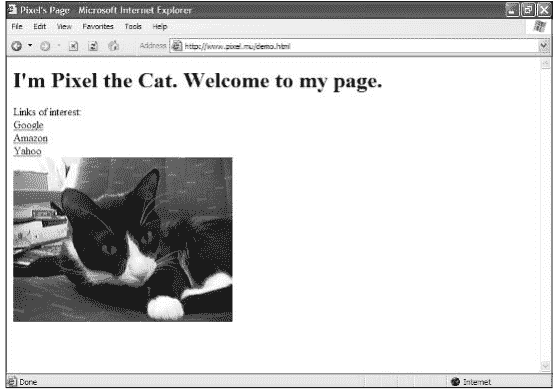 Pixel's Page - Microsoft Internet Explorer
File Edit View Favorites Tools Help
Address http://www.pixel.mu/demo.html
I'm Pixel the Cat. Welcome to my page.
Links of interest:
Google
Amazon
Yahoo
Done Internet